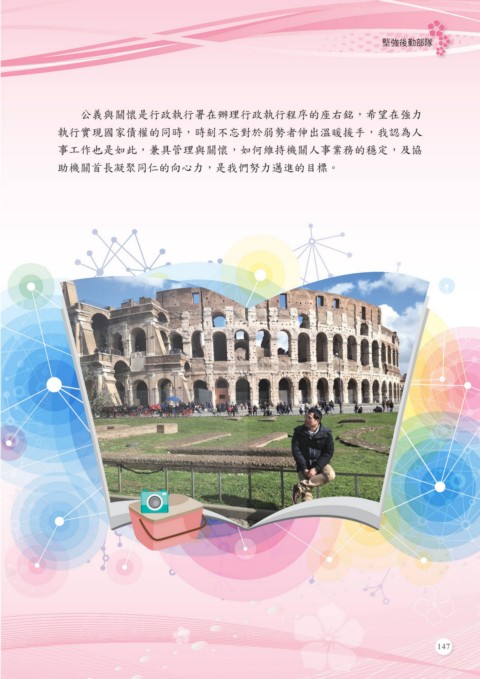 堅強後勤部隊
公義與關懷是行政執行署在辦理行政執行程序的座右銘，希望在強力
執行實現國家債權的同時，時刻不忘對於弱勢者伸出溫暖援手，我認為人
事工作也是如此，兼具管理與關懷，如何維持機關人事業務的穩定，及協
助機關首長凝聚同仁的向心力，是我們努力邁進的目標。
147